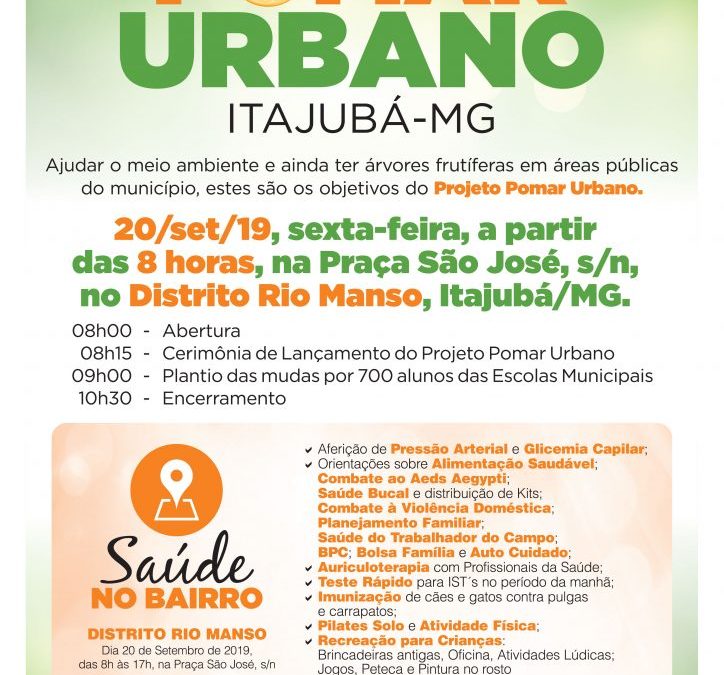 POMAR
URBANO
ITAJUBÁ-MG
Ajudar o meio ambiente e ainda ter árvores frutíferas em áreas públicas
do município, estes são os objetivos do Projeto Pomar Urbano.
20/set/19, sexta-feira, a partir
das 8 horas, na Praça São José, s/n,
no Distrito Rio Manso, Itajubá/MG.
08h00 - Abertura
08h15 - Cerimônia de Lançamento do Projeto Pomar Urbano
09h00 - Plantio das mudas por 700 alunos das Escolas Municipais
10h30 - Encerramento
Saúde
NO BAIRRO
DISTRITO RIO MANSO
Dia 20 de Setembro de 2019,
das 8h às 17h, na Praça São José, s/n
Aferição de Pressão Arterial e Glicemia Capilar;
Orientações sobre Alimentação Saudável;
Combate ao Aeds Aegypti;
Saúde Bucal e distribuição de Kits;
Combate à Violência Doméstica;
Planejamento Familiar;
Saúde do Trabalhador do Campo;
BPC; Bolsa Família e Auto Cuidado;
Auriculoterapia com Profissionais da Saúde;
Teste Rápido para IST´s no período da manhã;
Imunização de cães e gatos contra pulgas
e carrapatos;
Pilates Solo e Atividade Física;
Recreação para Crianças:
Brincadeiras antigas, Oficina, Atividades Lúdicas;
Jogos, Peteca e Pintura no rosto